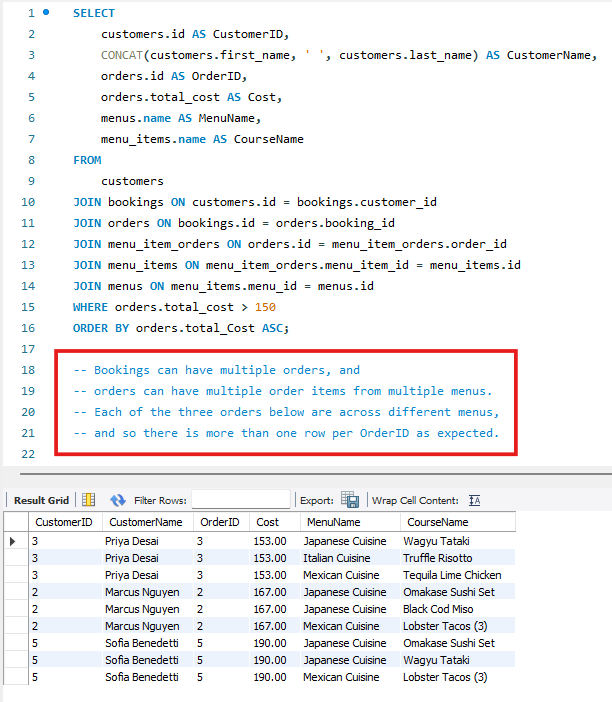 1 SELECT
2 customers.id AS CustomerID,
3 CONCAT(customers.first_name, ' ', customers.last_name) AS CustomerName,
4 orders.id AS OrderID,
5 orders.total_cost AS Cost,
6 menus.name AS MenuName,
7 menu_items.name AS CourseName
8 FROM
9 customers
10 JOIN bookings ON customers.id = bookings.customer_id
11 JOIN orders ON bookings.id = orders.booking_id
12 JOIN menu_item_orders ON orders.id = menu_item_orders.order_id
13 JOIN menu_items ON menu_item_orders.menu_item_id = menu_items.id
14 JOIN menus ON menu_items.menu_id = menus.id
15 WHERE orders.total_cost > 150
16 ORDER BY orders.total_Cost ASC;
17
18 -- Bookings can have multiple orders, and
19 -- orders can have multiple order items from multiple menus.
20 -- Each of the three orders below are across different menus,
21 -- and so there is more than one row per OrderID as expected.
22
Result Grid Filter Rows: Export: Wrap Cell Content:
CustomerID CustomerName OrderID Cost MenuName CourseName
3 Priya Desai 3 153.00 Japanese Cuisine Wagyu Tataki
3 Priya Desai 3 153.00 Italian Cuisine Truffle Risotto
3 Priya Desai 3 153.00 Mexican Cuisine Tequila Lime Chicken
2 Marcus Nguyen 2 167.00 Japanese Cuisine Omakase Sushi Set
2 Marcus Nguyen 2 167.00 Japanese Cuisine Black Cod Miso
2 Marcus Nguyen 2 167.00 Mexican Cuisine Lobster Tacos (3)
5 Sofia Benedetti 5 190.00 Japanese Cuisine Omakase Sushi Set
5 Sofia Benedetti 5 190.00 Japanese Cuisine Wagyu Tataki
5 Sofia Benedetti 5 190.00 Mexican Cuisine Lobster Tacos (3)